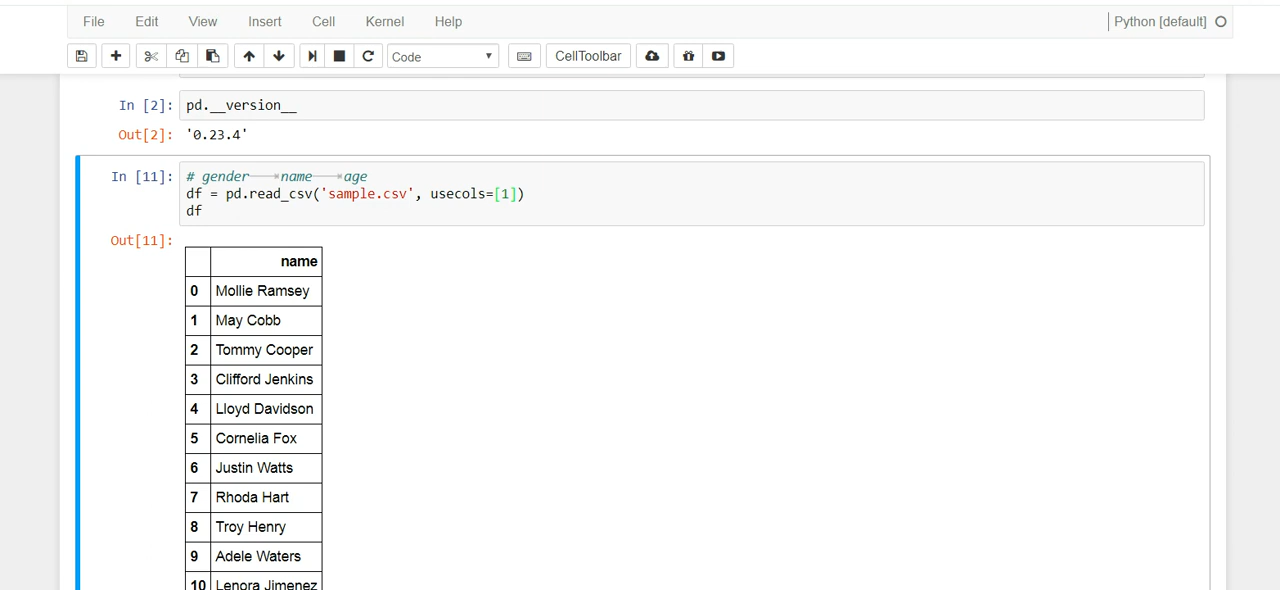 File Edit View Insert Cell Kernel Help Python [default]
Code CellToolbar
In [2]: pd.__version__
Out[2]: '0.23.4'
In [11]: # gender name age
df = pd.read_csv('sample.csv', usecols=[1])
df
Out[11]:
name
0 Mollie Ramsey
1 May Cobb
2 Tommy Cooper
3 Clifford Jenkins
4 Lloyd Davidson
5 Cornelia Fox
6 Justin Watts
7 Rhoda Hart
8 Troy Henry
9 Adele Waters
10 Lenora Jimenez